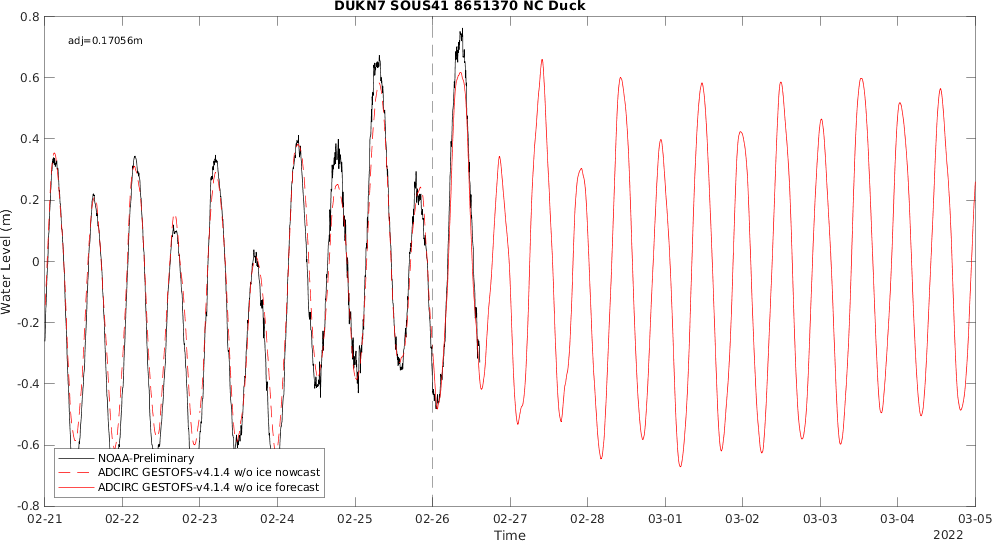 DUKN7 SOUS41 8651370 NC Duck
adj=0.17056m
0.8
0.6
0.4
0.2
0
-0.2
-0.4
-0.6
-0.8
Water Level (m)
NOAA-Preliminary
ADCIRC GESTOFS-v4.1.4 w/o ice nowcast
ADCIRC GESTOFS-v4.1.4 w/o ice forecast
02-21 02-22 02-23 02-24 02-25 02-26 02-27 02-28 03-01 03-02 03-03 03-04 03-05
Time
2022